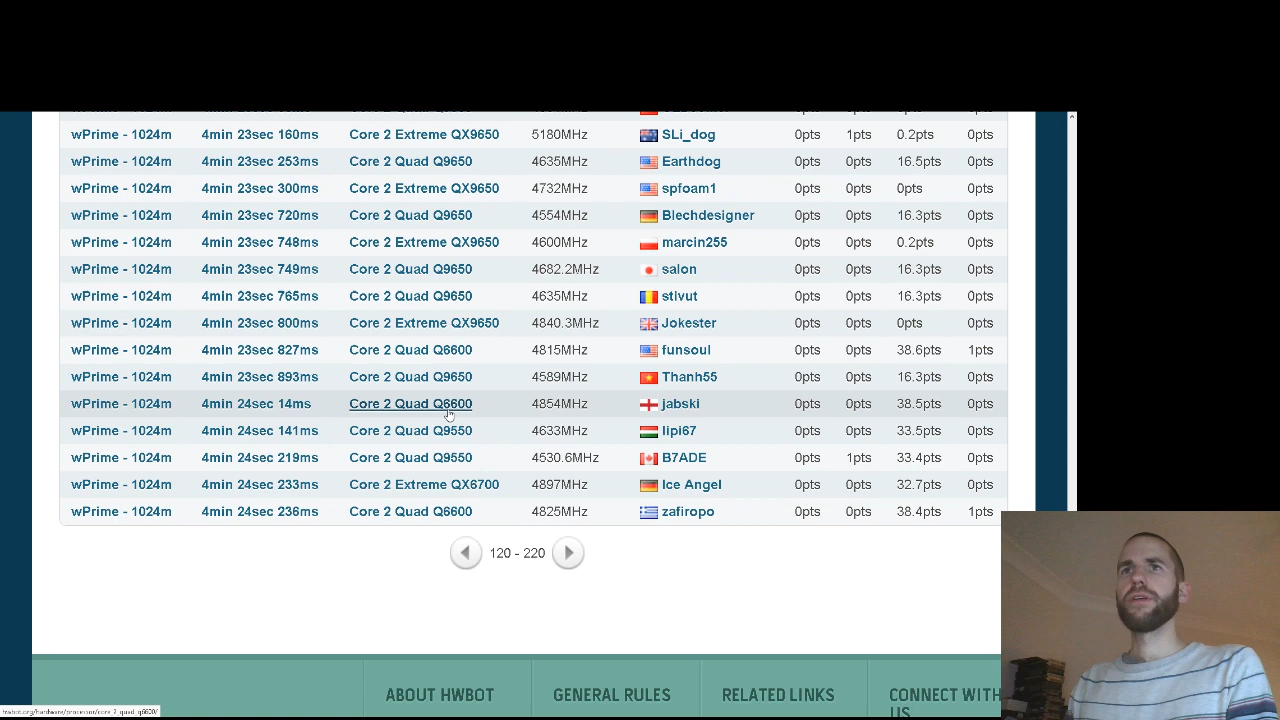 wPrime - 1024m 4min 23sec 160ms Core 2 Extreme QX9650 5180MHz SLi_dog 0pts 1pts 0.2pts 0pts
wPrime - 1024m 4min 23sec 253ms Core 2 Quad Q9650 4635MHz Earthdog 0pts 0pts 16.5pts 0pts
wPrime - 1024m 4min 23sec 300ms Core 2 Extreme QX9650 4732MHz spfoam1 0pts 0pts 0pts 0pts
wPrime - 1024m 4min 23sec 720ms Core 2 Quad Q9650 4554MHz Blechdesigner 0pts 0pts 16.3pts 0pts
wPrime - 1024m 4min 23sec 748ms Core 2 Extreme QX9650 4600MHz marcin255 0pts 0pts 0.2pts 0pts
wPrime - 1024m 4min 23sec 749ms Core 2 Quad Q9650 4682.2MHz salon 0pts 0pts 16.3pts 0pts
wPrime - 1024m 4min 23sec 765ms Core 2 Quad Q9650 4635MHz stivut 0pts 0pts 16.3pts 0pts
wPrime - 1024m 4min 23sec 800ms Core 2 Extreme QX9650 4840.3MHz Jokester 0pts 0pts 0pts 0pts
wPrime - 1024m 4min 23sec 827ms Core 2 Quad Q6600 4815MHz funsoul 0pts 0pts 38.6pts 1pts
wPrime - 1024m 4min 23sec 893ms Core 2 Quad Q9650 4589MHz Thanh55 0pts 0pts 16.3pts 0pts
wPrime - 1024m 4min 24sec 14ms Core 2 Quad Q6600 4854MHz jabski 0pts 0pts 38.5pts 0pts
wPrime - 1024m 4min 24sec 141ms Core 2 Quad Q9550 4633MHz lipi67 0pts 0pts 33.5pts 0pts
wPrime - 1024m 4min 24sec 219ms Core 2 Quad Q9550 4530.6MHz B7ADE 0pts 1pts 33.4pts 0pts
wPrime - 1024m 4min 24sec 233ms Core 2 Extreme QX6700 4897MHz Ice Angel 0pts 0pts 32.7pts 0pts
wPrime - 1024m 4min 24sec 236ms Core 2 Quad Q6600 4825MHz zafiropo 0pts 0pts 38.4pts 1pts
120 - 220
ABOUT HWBOT GENERAL RULES RELATED LINKS CONNECT WITH
US
hwbot.org/hardware/processor/core_2_quad_q6600/